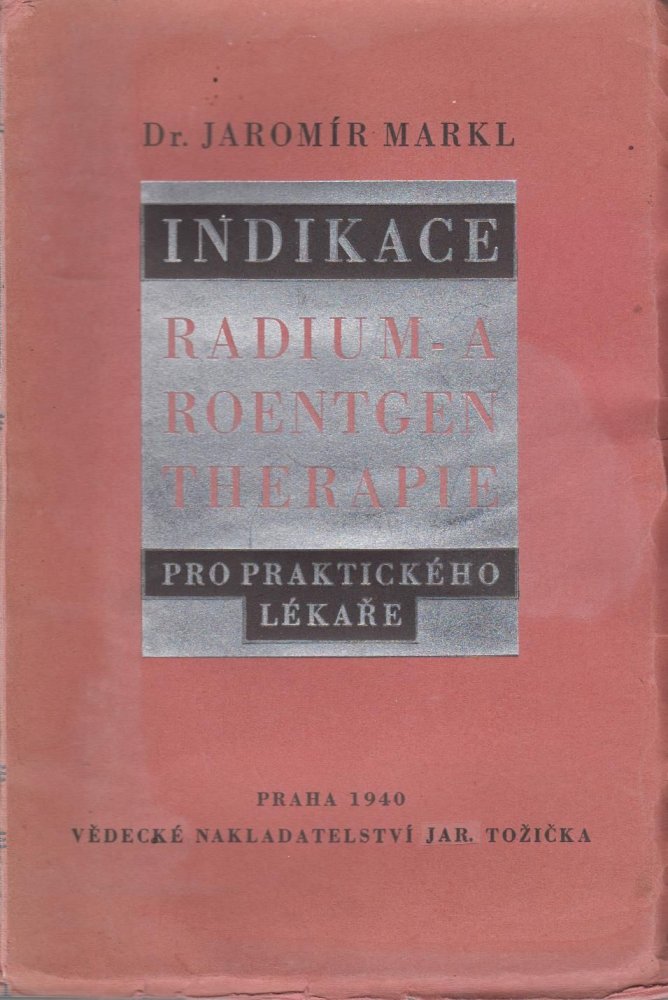 Dr. JAROMÍR MARKL
INDIKACE
RADIUM-A
ROENTGEN
THERAPIE
PRO PRAKTICKÉHO
LÉKAŘE
PRAHA 1940
VĚDECKÉ NAKLADATELSTVÍ JAR. TOŽIČKA